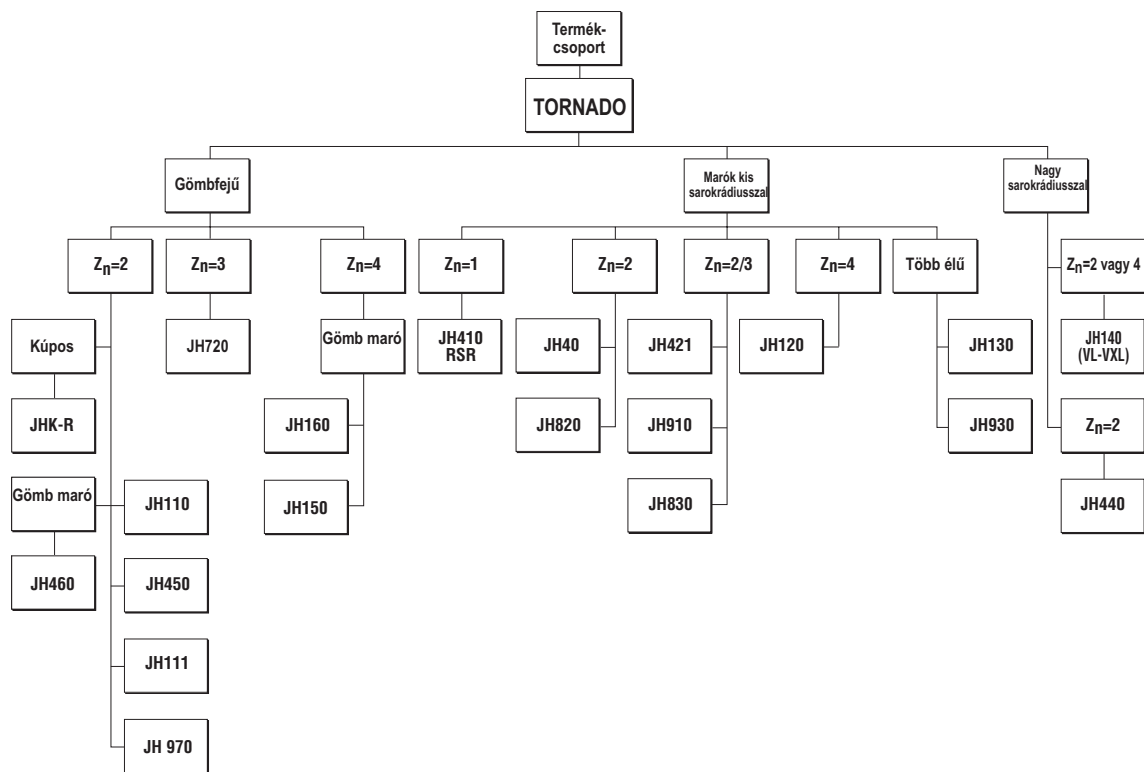 Termék-
csoport
TORNADO
Gömbfejű
Marók kis
sarokrádiusszal
Nagy
sarokrádiusszal
Zn=2
Zn=3
Zn=4
Zn=1
Zn=2
Zn=2/3
Zn=4
Több élű
Zn=2 vagy 4
Kúpos
JH720
Gömb maró
JH410
RSR
JH40
JH421
JH120
JH130
JH140
(VL-VXL)
JHK-R
JH160
JH820
JH910
JH930
Zn=2
Gömb maró
JH110
JH150
JH830
JH440
JH460
JH450
JH111
JH 970